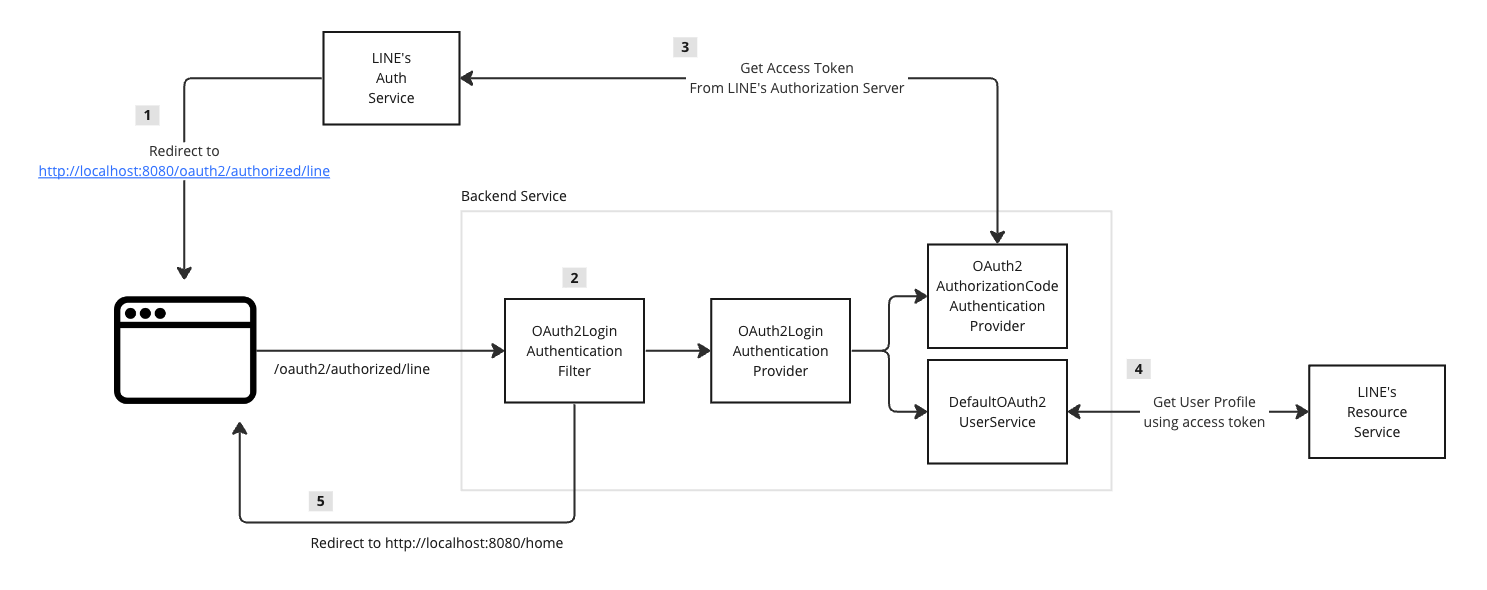 3
LINE's
Auth
Service
Get Access Token
From LINE's Authorization Server
1
Redirect to
http://localhost:8080/oauth2/authorized/line
Backend Service
2
OAuth2Login
Authentication
Filter
OAuth2Login
Authentication
Provider
OAuth2
AuthorizationCode
Authentication
Provider
/oauth2/authorized/line
DefaultOAuth2
UserService
4
Get User Profile
using access token
LINE's
Resource
Service
5
Redirect to http://localhost:8080/home